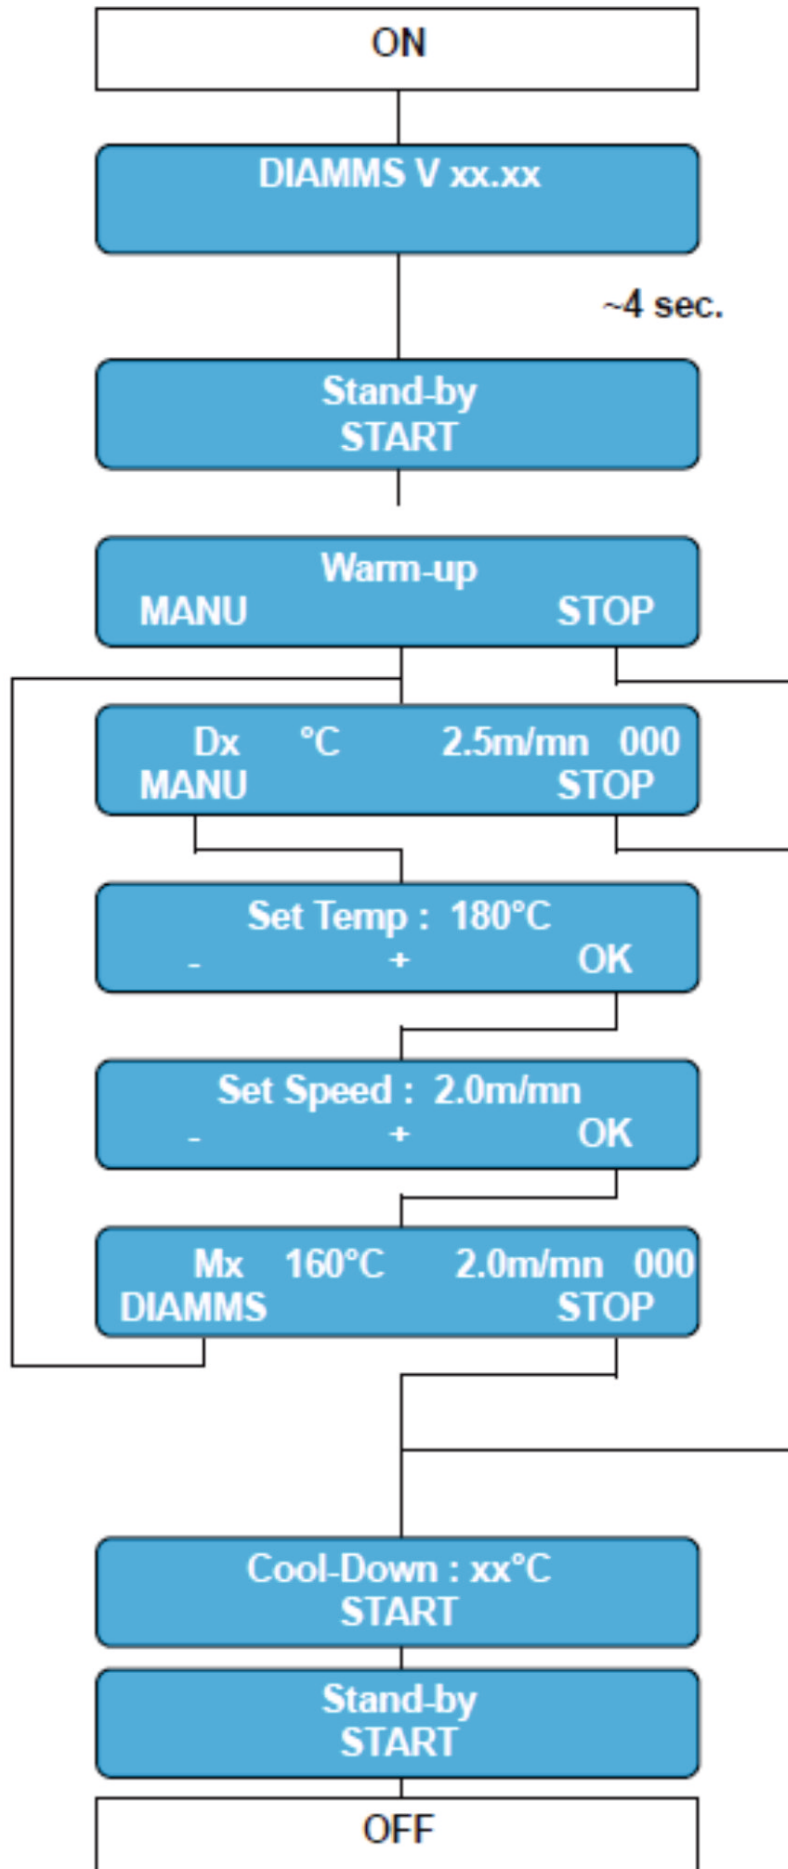 ON
DIAMMS V xx.xx
~4 sec.
Stand-by
START
Warm-up
MANU STOP
Dx °C 2.5m/mn 000
MANU STOP
Set Temp : 180°C
- + OK
Set Speed : 2.0m/mn
- + OK
Mx 160°C 2.0m/mn 000
DIAMMS STOP
Cool-Down : xx°C
START
Stand-by
START
OFF